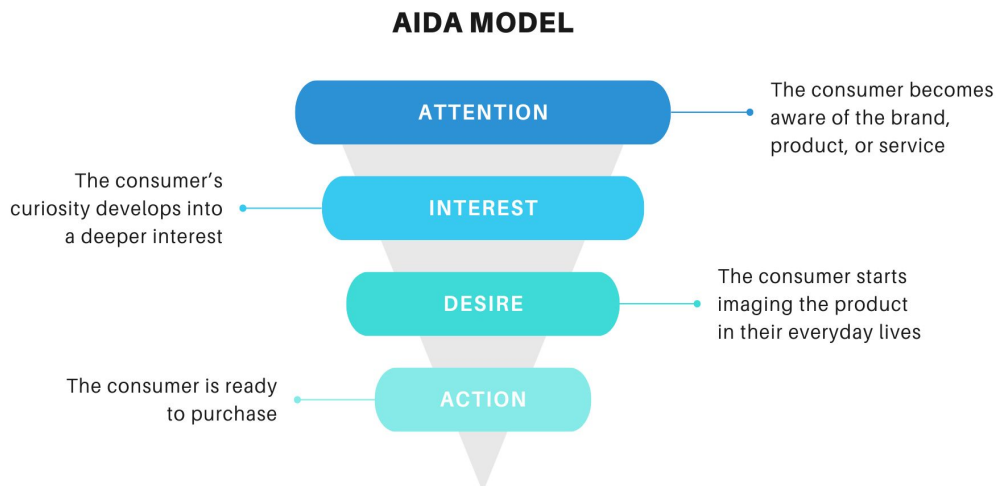 AIDA MODEL
ATTENTION
The consumer becomes
aware of the brand,
product, or service
The consumer's
curiosity develops into
a deeper interest
INTEREST
DESIRE
The consumer starts
imaging the product
in their everyday lives
The consumer is ready
to purchase
ACTION